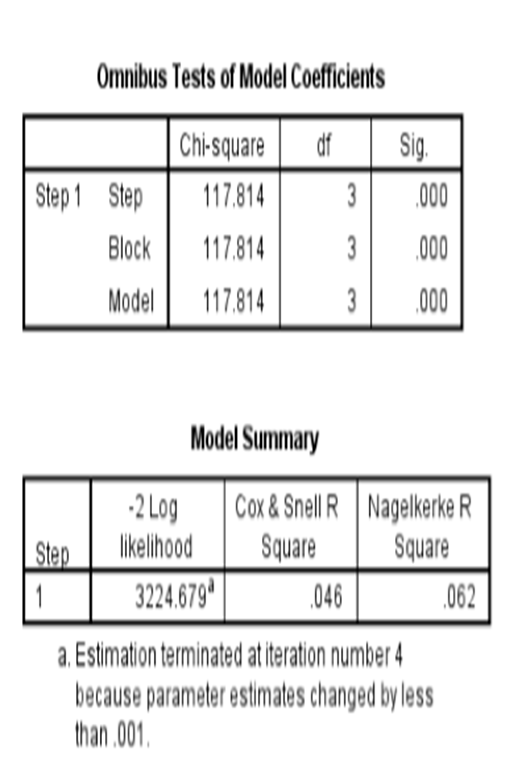 Omnibus Tests of Model Coefficients
Chi-square df Sig.
Step 1 Step 117.814 3 .000
Block 117.814 3 .000
Model 117.814 3 .000
Model Summary
-2 Log Cox & Snell R Nagelkerke R
Step likelihood Square Square
1 3224.679a .046 .062
a. Estimation terminated at iteration number 4
because parameter estimates changed by less
than .001.